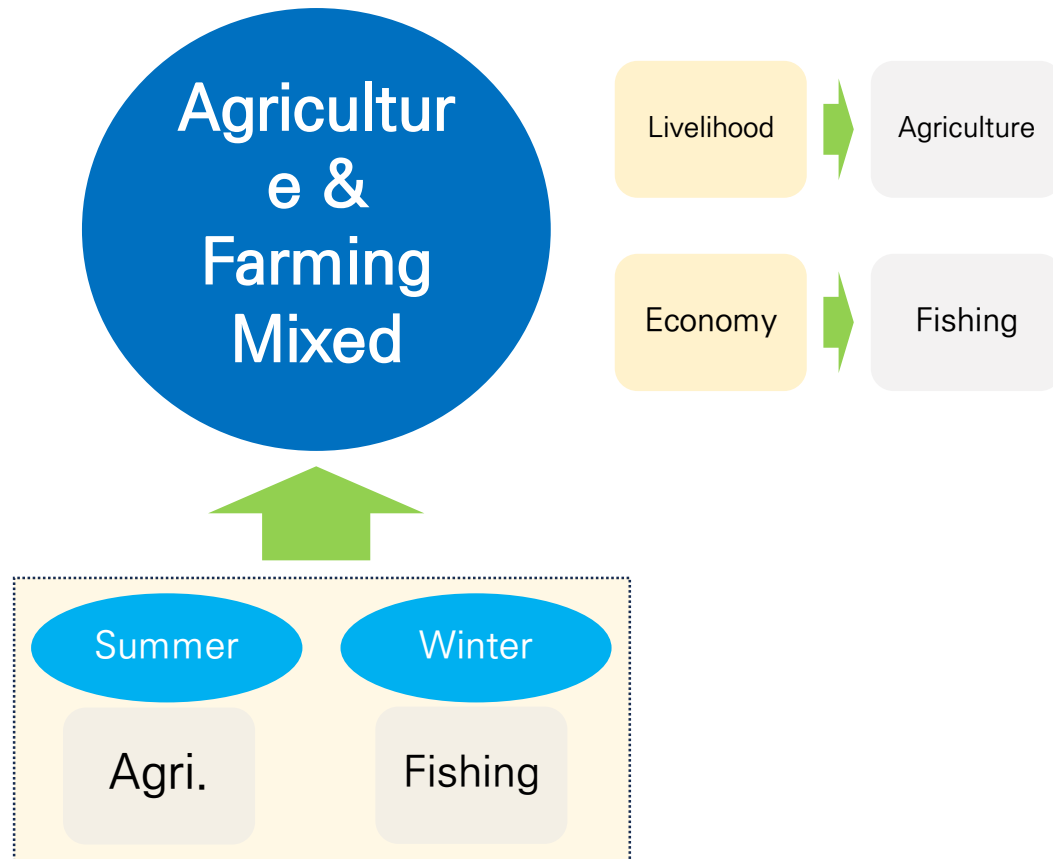 Agricultur
e &
Farming
Mixed
Livelihood
Agriculture
Economy
Fishing
Summer
Winter
Agri.
Fishing